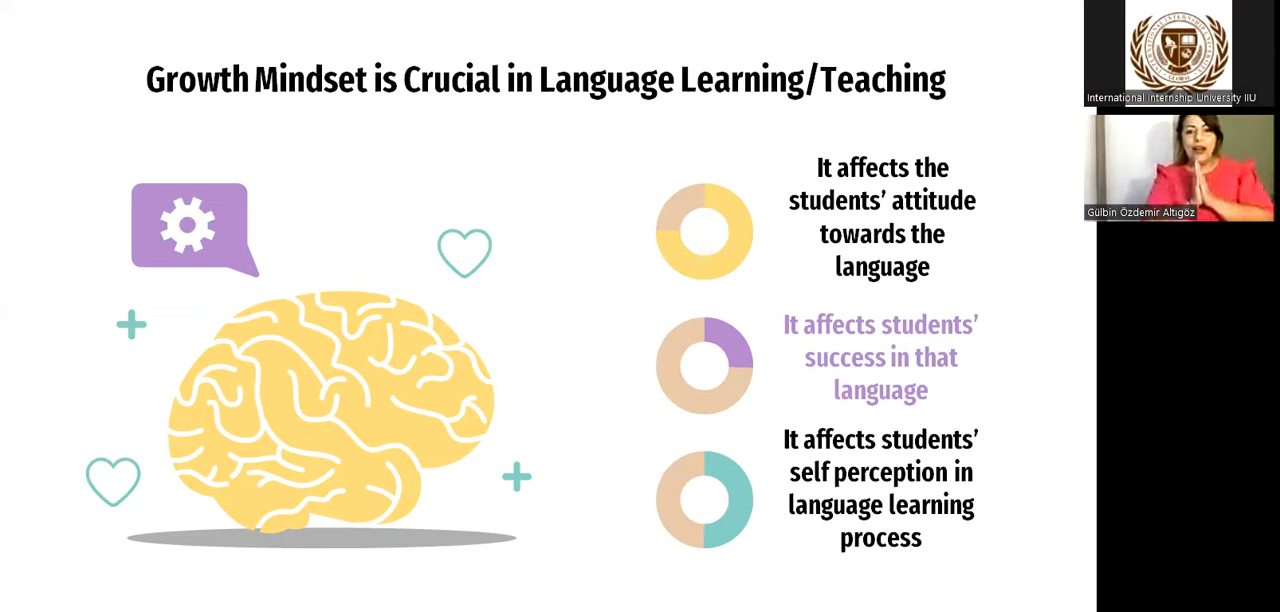 Growth Mindset is Crucial in Language Learning/Teaching
It affects the
students’ attitude
towards the
language
It affects students’
success in that
language
It affects students’
self perception in
language learning
process
International Internship University IIU
Gülbin Özdemir Altıgöz